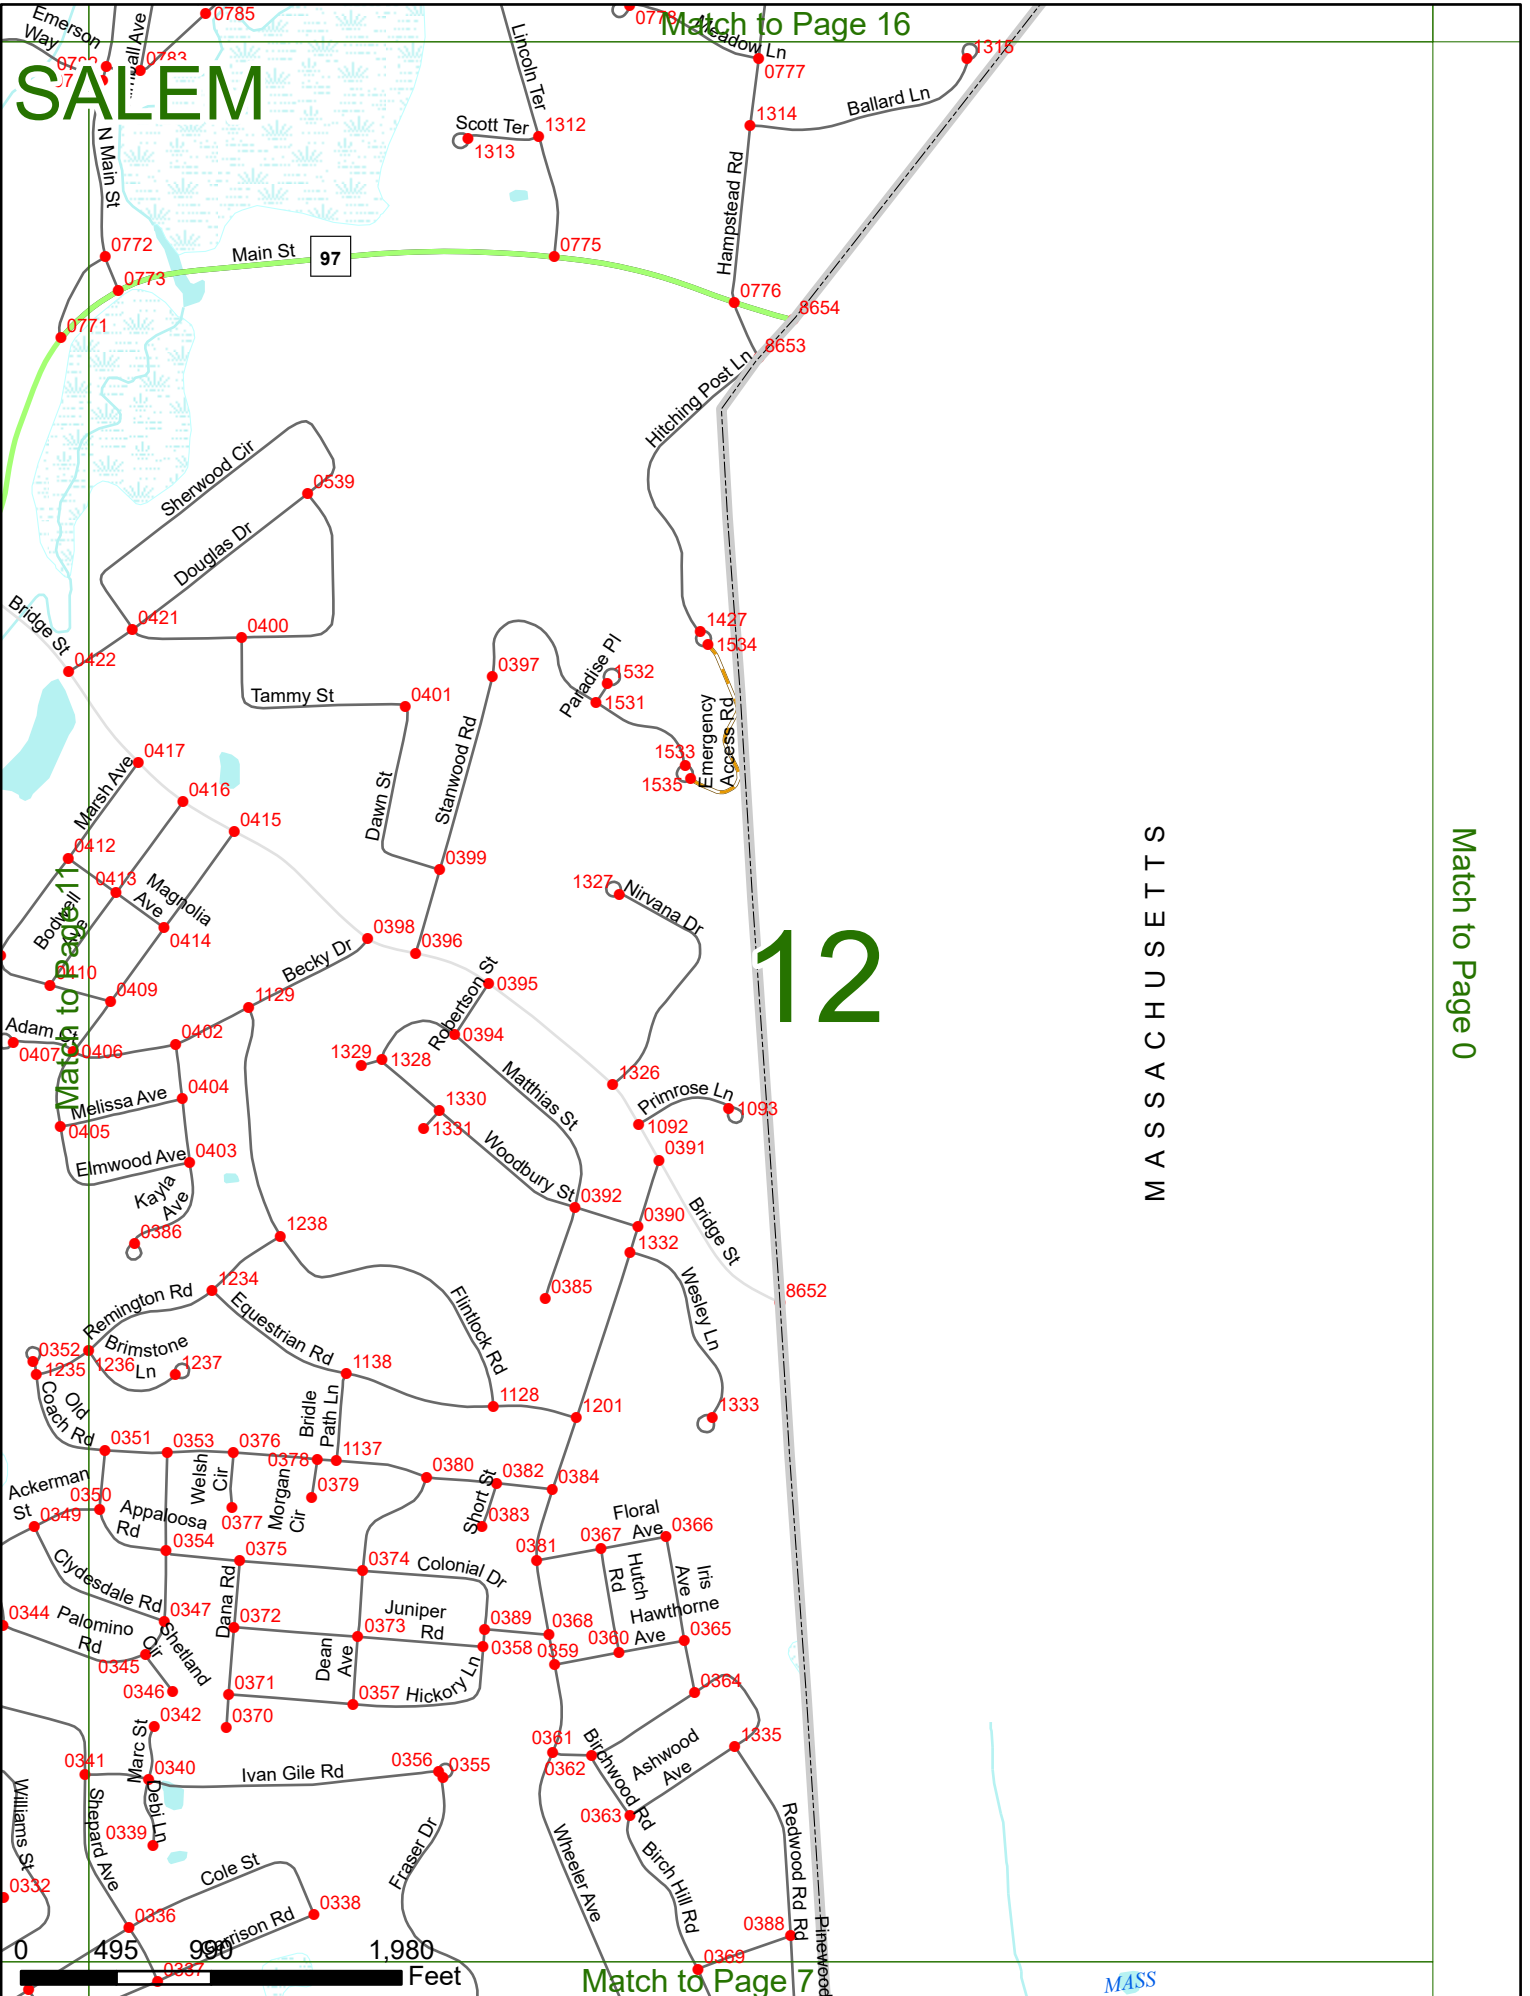 Emerson
Way
0785
0783
SALEM
N Main St
Lincoln Ter
0778
Match to Page 16
Meadow Ln
0777
1315
Ballard Ln
1314
Scott Ter
1312
1313
Hampstead Rd
0772
Main St
97
0775
0773
0776
8654
0771
8653
Hitching Post Ln
Sherwood Cir
0539
Douglas Dr
Bridge St
0421
0400
0422
1427
1534
Paradise Pl
0397
1532
Tammy St
0401
1531
Emergency
Access Rd
Stanwood Rd
0417
1533
1535
Marsh Ave
0416
Dawn St
0415
0412
0399
0413
Magnolia
Ave
1327
Nirvana Dr
Bodwell
Ave
Match to Page 11
0414
0398
0396
Becky Dr
12
MASSACHUSETTS
Match to Page 0
0410
0409
0395
Robertson St
1129
Adam
0407
0406
0402
0394
1329
1328
Matthias St
1326
0404
Melissa Ave
Primrose Ln
1093
1330
1092
0405
1331
0403
Elmwood Ave
Woodbury St
0391
Kayla
Ave
0392
0390
Bridge St
0386
1238
1332
1234
0385
Wesley Ln
8652
Remington Rd
Equestrian Rd
Flintlock Rd
0352
Brimstone
Ln
1235
1236
1237
1138
Old
Coach Rd
Bridle
Path Ln
1128
1201
1333
0351
0353
0376
0378
1137
0380
0382
0384
Ackerman
St
0350
Welsh
Cir
Morgan
Cir
0379
Short St
0349
Appaloosa
Rd
0377
0383
Floral
Ave
0366
0367
0354
0375
0374
Colonial Dr
0381
Hutch
Rd
Iris
Ave
Clydesdale Rd
Dana Rd
0344
Palomino
Rd
0347
0372
Juniper
Rd
0373
0389
0368
Hawthorne
Ave
0365
0345
Shetland
Cir
Dean
Ave
0358
0359
0360
0346
0371
0357
Hickory Ln
0364
0342
0370
Marc St
0361
0362
Birchwood Rd
Ashwood
Ave
1335
0341
0340
Ivan Gile Rd
0356
0355
Williams St
Shepard Ave
Debi Ln
0363
0339
Fraser Dr
Wheeler Ave
Birch Hill Rd
Redwood Rd Rd
0332
Cole St
0336
Garrison Rd
0338
0388
Pinewood
0 495 990 1,980
Feet
0337
0369
Match to Page 7
MASS